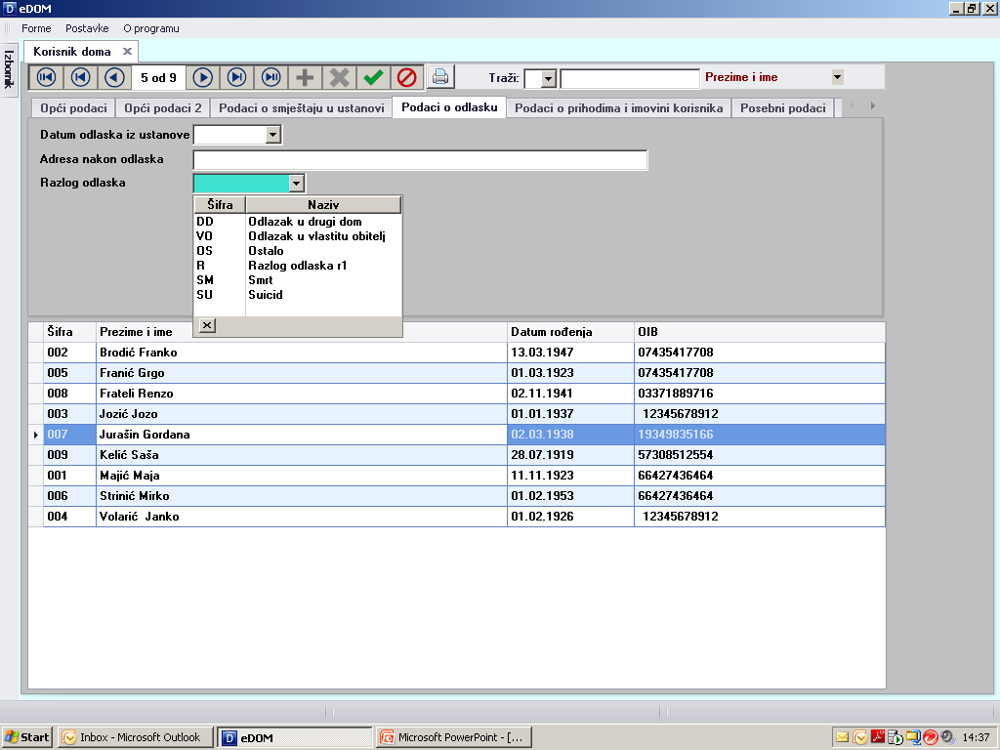 eDOM
Forme Postavke O programu
Izbornik
Korisnik doma
5 od 9 Traži: Prezime i ime
Opći podaci Opći podaci 2 Podaci o smještaju u ustanovi Podaci o odlasku Podaci o prihodima i imovini korisnika Posebni podaci
Datum odlaska iz ustanove
Adresa nakon odlaska
Razlog odlaska
Šifra Naziv
DD Odlazak u drugi dom
VO Odlazak u vlastitu obitelj
OS Ostalo
R Razlog odlaska r1
SM Smrt
SU Suicid
Šifra Prezime i ime Datum rođenja OIB
002 Brodić Franko 13.03.1947 07435417708
005 Franić Grgo 01.03.1923 07435417708
008 Frateli Renzo 02.11.1941 03371889716
003 Jozić Jozo 01.01.1937 12345678912
007 Jurašin Gordana 02.03.1938 19349835166
009 Kelić Saša 28.07.1919 57308512554
001 Majić Maja 11.11.1923 66427436464
006 Strinić Mirko 01.02.1953 66427436464
004 Volarić Janko 01.02.1926 12345678912
Start Inbox - Microsoft Outlook eDOM Microsoft PowerPoint - [... 14:37